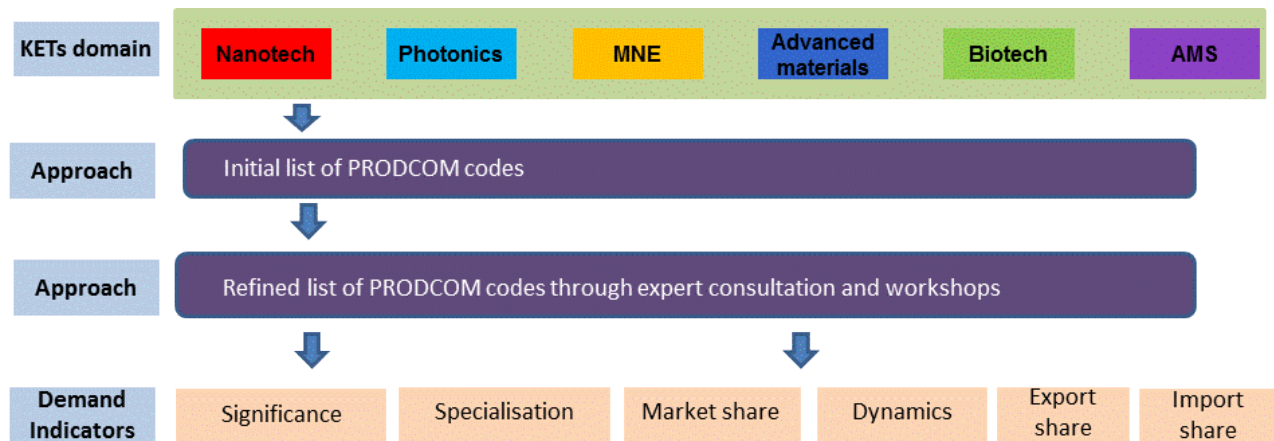 KETs domain
Nanotech
Photonics
MNE
Advanced
materials
Biotech
AMS
Approach
Initial list of PRODCOM codes
Approach
Refined list of PRODCOM codes through expert consultation and workshops
Demand
Indicators
Significance
Specialisation
Market share
Dynamics
Export
share
Import
share